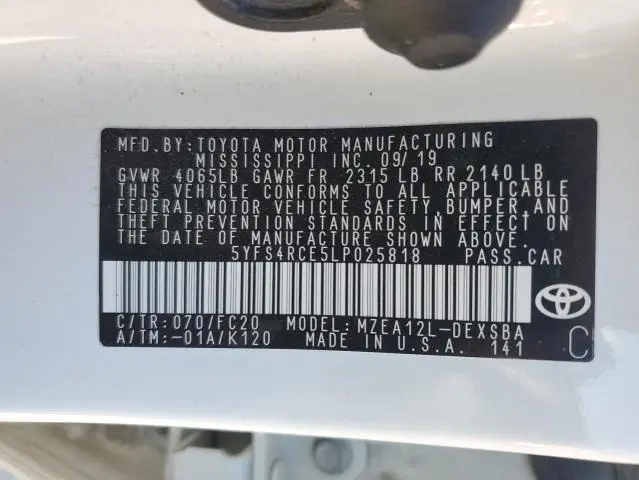 MFD.BY:TOYOTA MOTOR MANUFACTURING
MISSISSIPPI INC. 09/19
GVWR 4065LB GAWR FR 2315 LB RR 2140LB
THIS VEHICLE CONFORMS TO ALL APPLICABLE
FEDERAL MOTOR VEHICLE SAFETY, BUMPER, AND
THEFT PREVENTION STANDARDS IN EFFECT ON
THE DATE OF MANUFACTURE SHOWN ABOVE.
5YFS4RCE5LP025818 PASS.CAR
C/TR: 070/FC20 MODEL: MZEA12L-DEXSBA
A/TM:-01A/K120 MADE IN U.S.A. 141 C